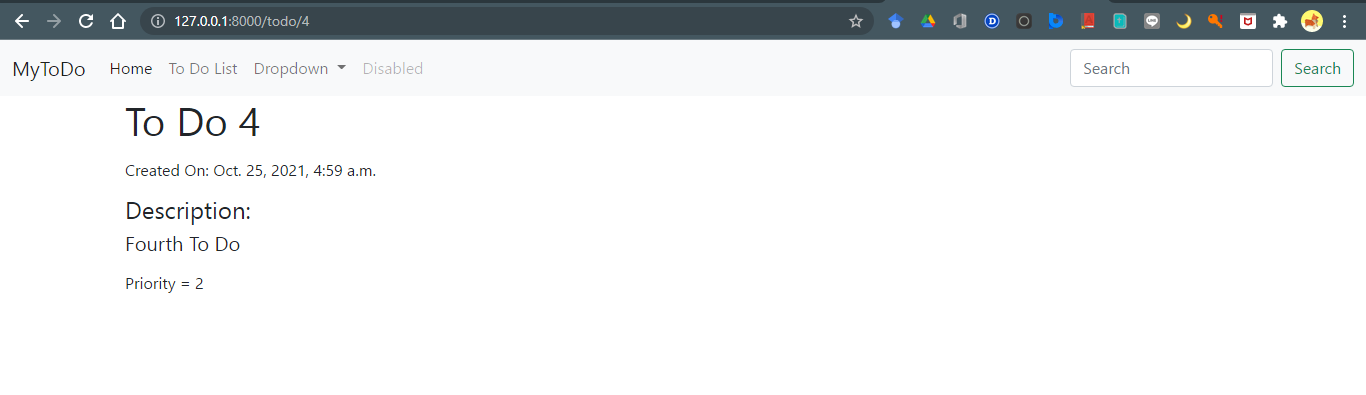 127.0.0.1:8000/todo/4
MyToDo Home To Do List Dropdown Disabled Search Search
To Do 4
Created On: Oct. 25, 2021, 4:59 a.m.
Description:
Fourth To Do
Priority = 2